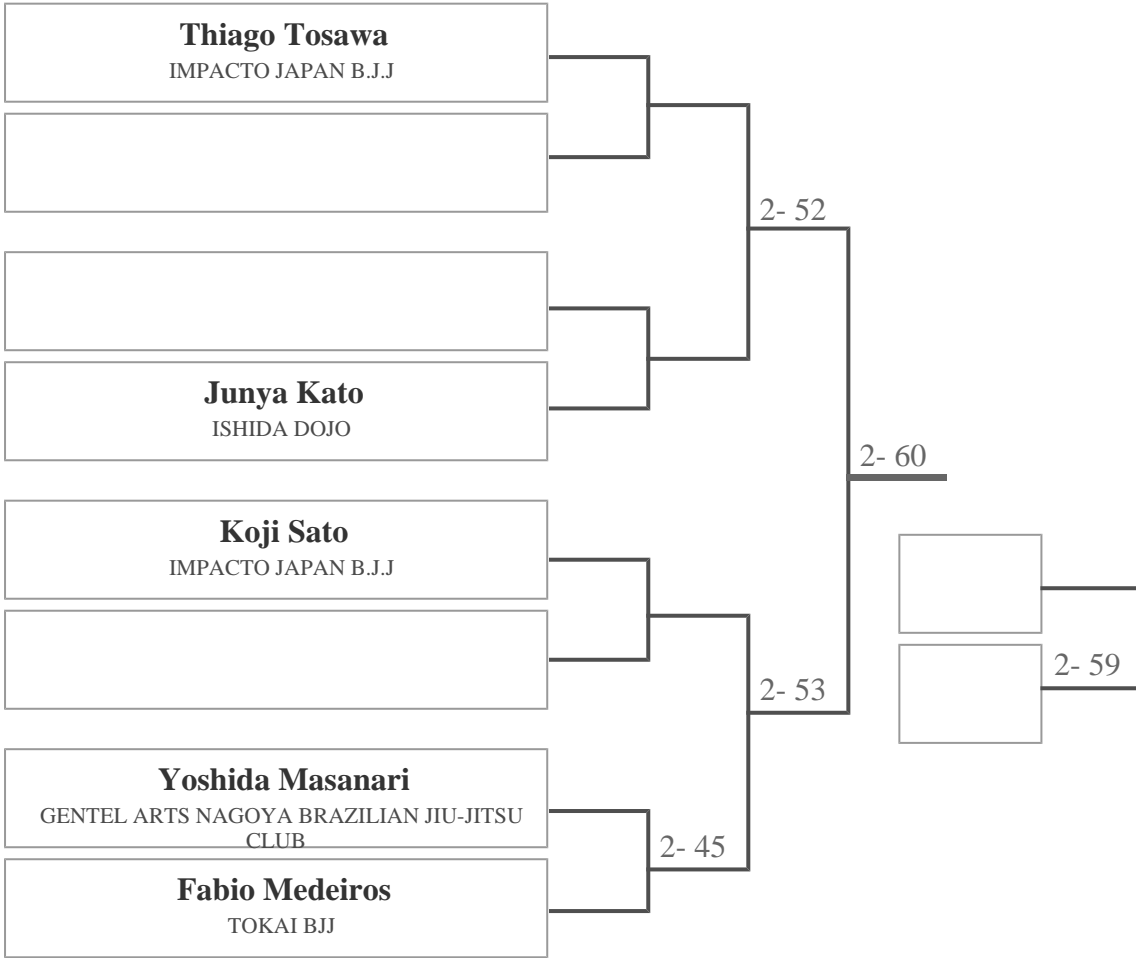 Thiago Tosawa
IMPACTO JAPAN B.J.J
2- 52
Junya Kato
ISHIDA DOJO
2- 60
Koji Sato
IMPACTO JAPAN B.J.J
2- 59
2- 53
Yoshida Masanari
GENTEL ARTS NAGOYA BRAZILIAN JIU-JITSU
CLUB
2- 45
Fabio Medeiros
TOKAI BJJ